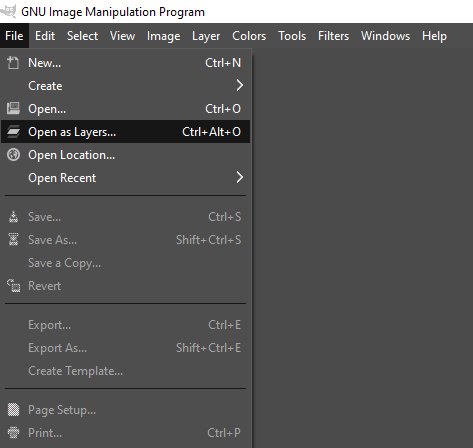 GNU Image Manipulation Program
File Edit Select View Image Layer Colors Tools Filters Windows Help
New... Ctrl+N
Create
Open... Ctrl+O
Open as Layers... Ctrl+Alt+O
Open Location...
Open Recent
Save... Ctrl+S
Save As... Shift+Ctrl+S
Save a Copy...
Revert
Export... Ctrl+E
Export As... Shift+Ctrl+E
Create Template...
Page Setup...
Print... Ctrl+P